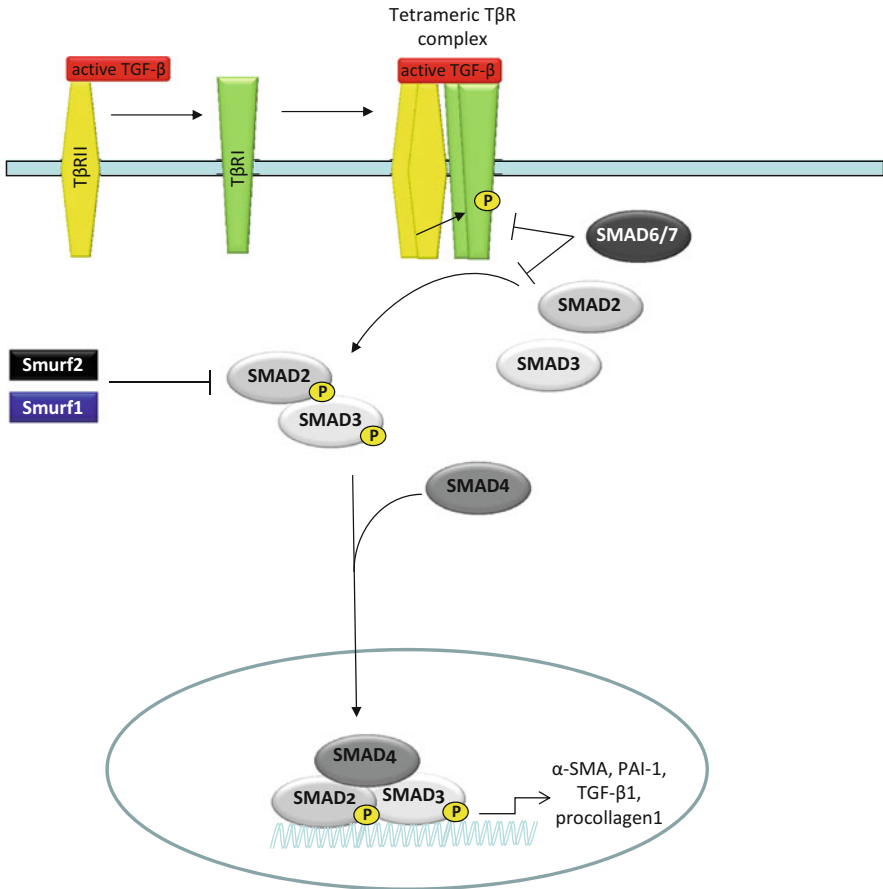 Tetrameric TβR
complex
active TGF-β
active TGF-β
TβRII
TβRI
P
SMAD6/7
SMAD2
SMAD3
Smurf2
Smurf1
SMAD2
P
SMAD3
P
SMAD4
SMAD4
SMAD2
P
SMAD3
P
α-SMA, PAI-1,
TGF-β1,
procollagen1